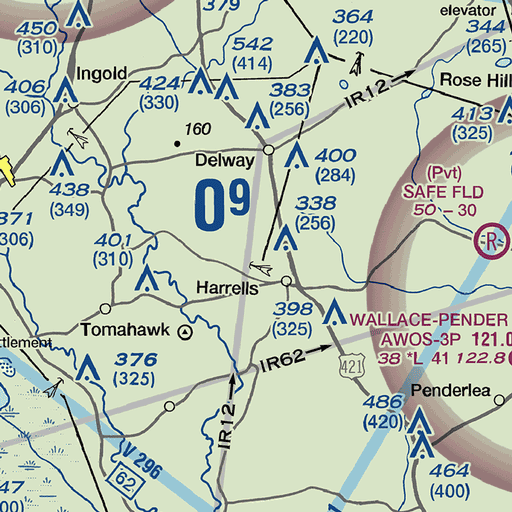 379
450
(310)
364
(220)
elevator
344
(265)
542
(414)
Ingold
406
(306)
424
(330)
383
(256)
IR12
Rose Hill
413
(325)
160
Delway
400
(284)
438
(349)
(Pvt)
SAFE FLD
50 – 30
09
371
(306)
338
(256)
401
(310)
R
Harrells
398
(325)
WALLACE-PENDER
AWOS-3P 121.0
38 *L 41 122.8
Tomahawk
376
(325)
IR62
421
Penderlea
IR12
486
(420)
V 296
464
(400)
62